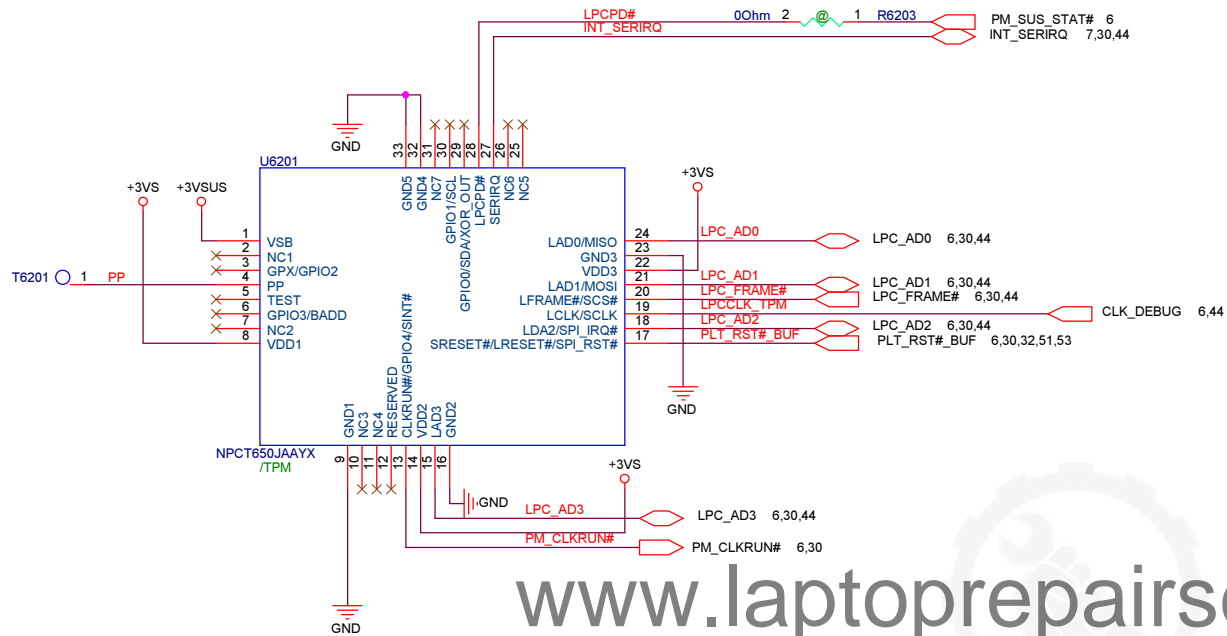 LPCPD# 0Ohm 2 @ 1 R6203 PM_SUS_STAT# 6
INT_SERIRQ INT_SERIRQ 7,30,44
GND
33 32 31 30 29 28 27 26 25
U6201
GND5 GND4 NC7 GPIO1/SCL GPIO0/SDA/XOR_OUT LPCPD# SERIRQ NC6 NC5
+3VS +3VSUS +3VS
1 VSB LAD0/MISO 24 LPC_AD0 LPC_AD0 6,30,44
2 NC1 GND3 23
3 GPX/GPIO2 VDD3 22
T6201 1 PP 4 PP LAD1/MOSI 21 LPC_AD1 LPC_AD1 6,30,44
5 TEST LFRAME#/SCS# 20 LPC_FRAME# LPC_FRAME# 6,30,44
6 GPIO3/BADD LCLK/SCLK 19 LPCCLK_TPM CLK_DEBUG 6,44
7 NC2 LDA2/SPI_IRQ# 18 LPC_AD2 LPC_AD2 6,30,44
8 VDD1 SRESET#/LRESET#/SPI_RST# 17 PLT_RST#_BUF PLT_RST#_BUF 6,30,32,51,53
GND
GND1 NC3 NC4 RESERVED CLKRUN#/GPIO4/SINT# VDD2 LAD3 GND2
NPCT650JAAYX
/TPM
9 10 11 12 13 14 15 16
+3VS
GND
LPC_AD3 LPC_AD3 6,30,44
PM_CLKRUN# PM_CLKRUN# 6,30
www.laptoprepairse
GND